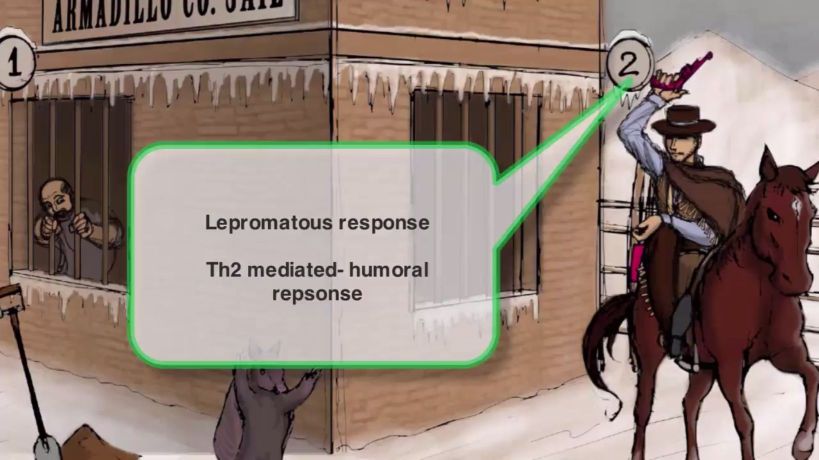 ARMADILLO CO. JAIL
1
2
Lepromatous response
Th2 mediated- humoral
repsonse